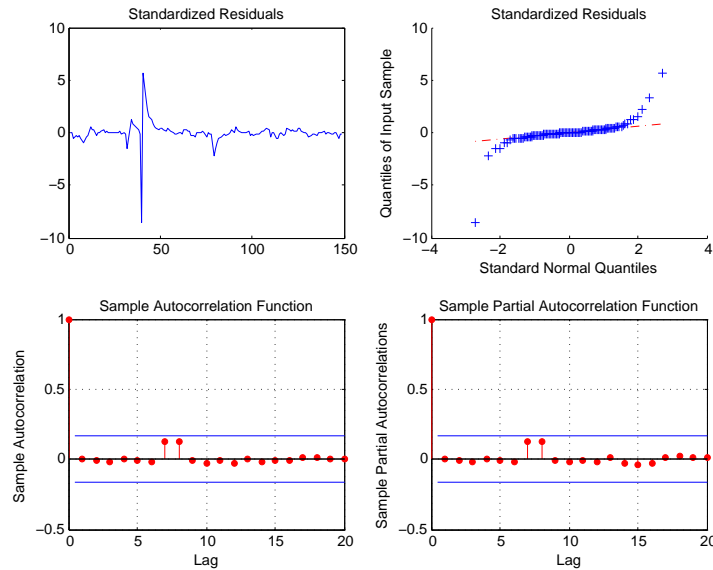 Standardized Residuals
10
5
0
−5
−10
0 50 100 150
Standardized Residuals
Quantiles of Input Sample
10
5
0
−5
−10
−4 −2 0 2 4
Standard Normal Quantiles
Sample Autocorrelation Function
Sample Autocorrelation
1
0.5
0
−0.5
0 5 10 15 20
Lag
Sample Partial Autocorrelation Function
Sample Partial Autocorrelations
1
0.5
0
−0.5
0 5 10 15 20
Lag